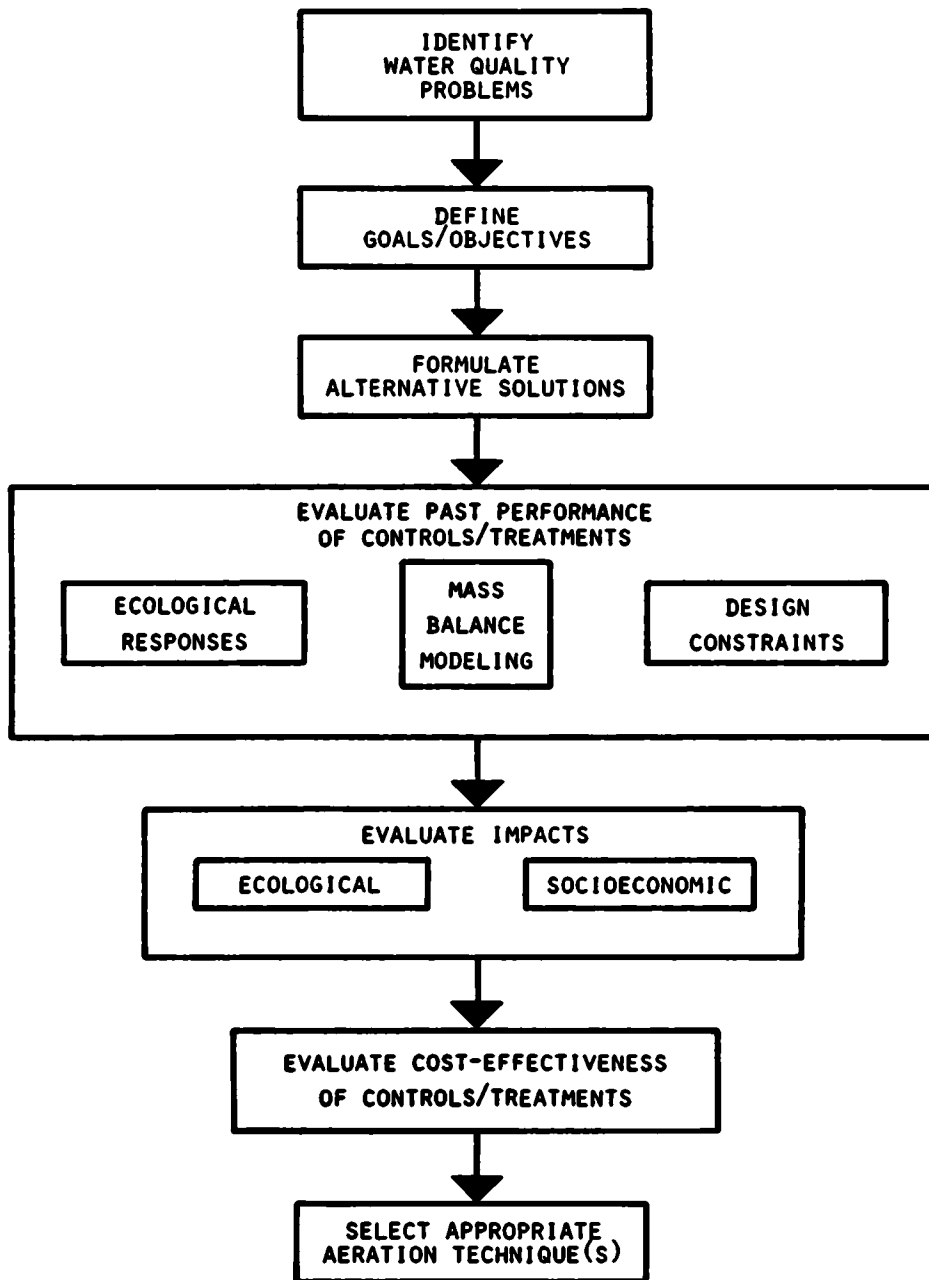 IDENTIFY
WATER QUALITY
PROBLEMS
DEFINE
GOALS/OBJECTIVES
FORMULATE
ALTERNATIVE SOLUTIONS
EVALUATE PAST PERFORMANCE
OF CONTROLS/TREATMENTS
ECOLOGICAL
RESPONSES
MASS
BALANCE
MODELING
DESIGN
CONSTRAINTS
EVALUATE IMPACTS
ECOLOGICAL
SOCIOECONOMIC
EVALUATE COST-EFFECTIVENESS
OF CONTROLS/TREATMENTS
SELECT APPROPRIATE
AERATION TECHNIQUE(S)